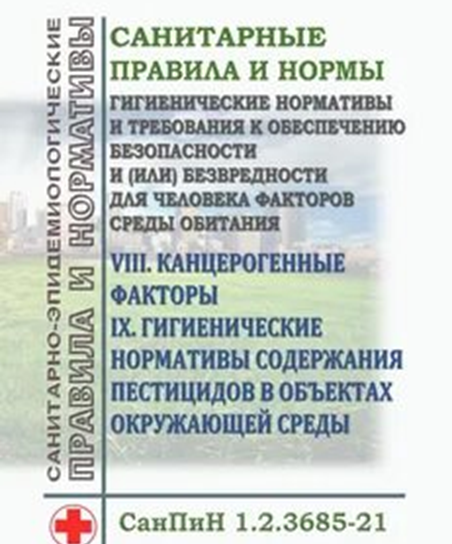 САНИТАРНО-ЭПИДЕМИОЛОГИЧЕСКИЕ
ПРАВИЛА И НОРМАТИВЫ
САНИТАРНЫЕ
ПРАВИЛА И НОРМЫ
ГИГИЕНИЧЕСКИЕ НОРМАТИВЫ
И ТРЕБОВАНИЯ К ОБЕСПЕЧЕНИЮ
БЕЗОПАСНОСТИ
И (ИЛИ) БЕЗВРЕДНОСТИ
ДЛЯ ЧЕЛОВЕКА ФАКТОРОВ
СРЕДЫ ОБИТАНИЯ
VIII. КАНЦЕРОГЕННЫЕ
ФАКТОРЫ
IX. ГИГИЕНИЧЕСКИЕ
НОРМАТИВЫ СОДЕРЖАНИЯ
ПЕСТИЦИДОВ В ОБЪЕКТАХ
ОКРУЖАЮЩЕЙ СРЕДЫ
СанПиН 1.2.3685-21